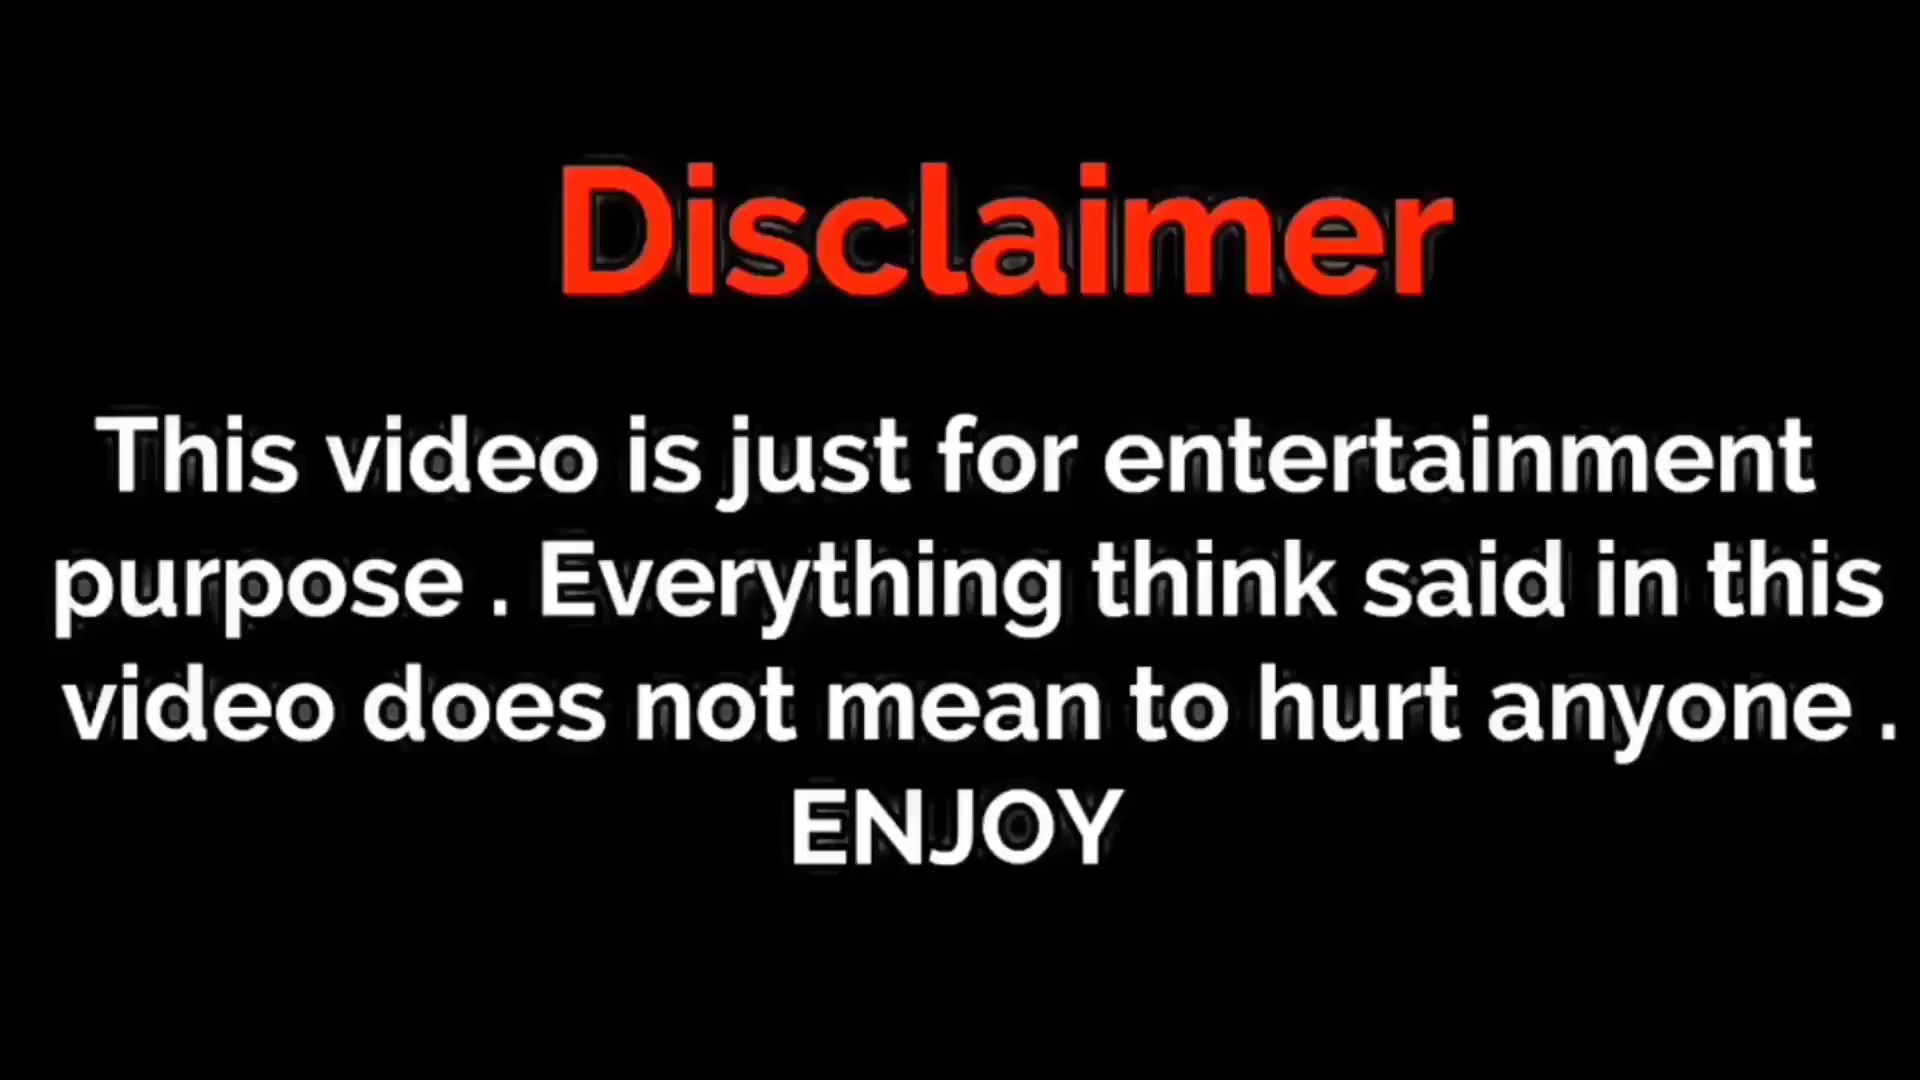 Disclaimer
This video is just for entertainment
purpose . Everything think said in this
video does not mean to hurt anyone .
ENJOY